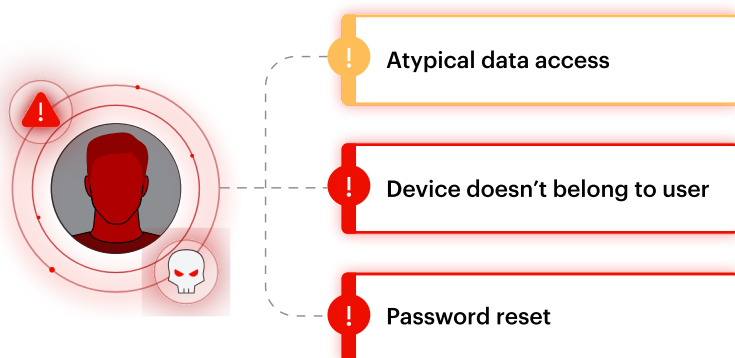 Atypical data access
Device doesn’t belong to user
Password reset